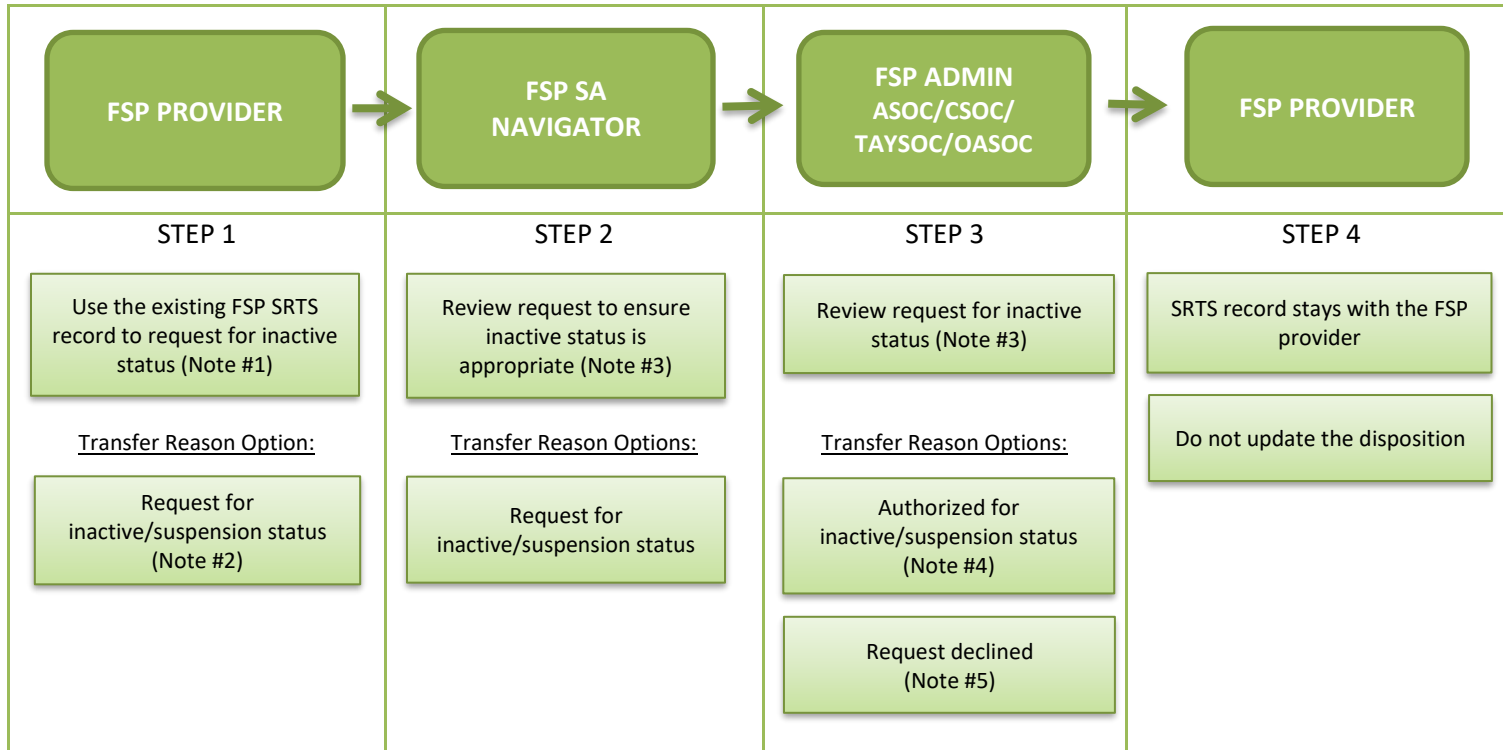 FSP PROVIDER
FSP SA
NAVIGATOR
FSP ADMIN
ASOC/CSOC/
TAYSOC/OASOC
FSP PROVIDER
STEP 1
Use the existing FSP SRTS
record to request for inactive
status (Note #1)
Transfer Reason Option:
Request for
inactive/suspension status
(Note #2)
STEP 2
Review request to ensure
inactive status is
appropriate (Note #3)
Transfer Reason Options:
Request for
inactive/suspension status
STEP 3
Review request for inactive
status (Note #3)
Transfer Reason Options:
Authorized for
inactive/suspension status
(Note #4)
Request declined
(Note #5)
STEP 4
SRTS record stays with the FSP
provider
Do not update the disposition